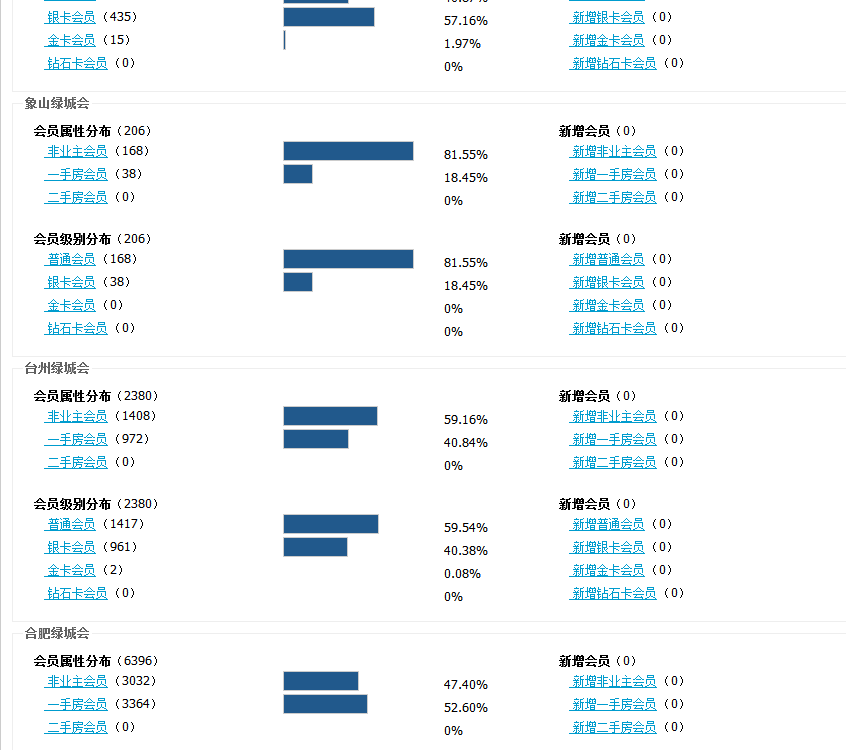 银卡会员（435） 57.16% 新增银卡会员（0）
金卡会员（15） 1.97% 新增金卡会员（0）
钻石卡会员（0） 0% 新增钻石卡会员（0）
象山绿城会
会员属性分布（206） 新增会员（0）
非业主会员（168） 81.55% 新增非业主会员（0）
一手房会员（38） 18.45% 新增一手房会员（0）
二手房会员（0） 0% 新增二手房会员（0）
会员级别分布（206） 新增会员（0）
普通会员（168） 81.55% 新增普通会员（0）
银卡会员（38） 18.45% 新增银卡会员（0）
金卡会员（0） 0% 新增金卡会员（0）
钻石卡会员（0） 0% 新增钻石卡会员（0）
台州绿城会
会员属性分布（2380） 新增会员（0）
非业主会员（1408） 59.16% 新增非业主会员（0）
一手房会员（972） 40.84% 新增一手房会员（0）
二手房会员（0） 0% 新增二手房会员（0）
会员级别分布（2380） 新增会员（0）
普通会员（1417） 59.54% 新增普通会员（0）
银卡会员（961） 40.38% 新增银卡会员（0）
金卡会员（2） 0.08% 新增金卡会员（0）
钻石卡会员（0） 0% 新增钻石卡会员（0）
合肥绿城会
会员属性分布（6396） 新增会员（0）
非业主会员（3032） 47.40% 新增非业主会员（0）
一手房会员（3364） 52.60% 新增一手房会员（0）
二手房会员（0） 0% 新增二手房会员（0）